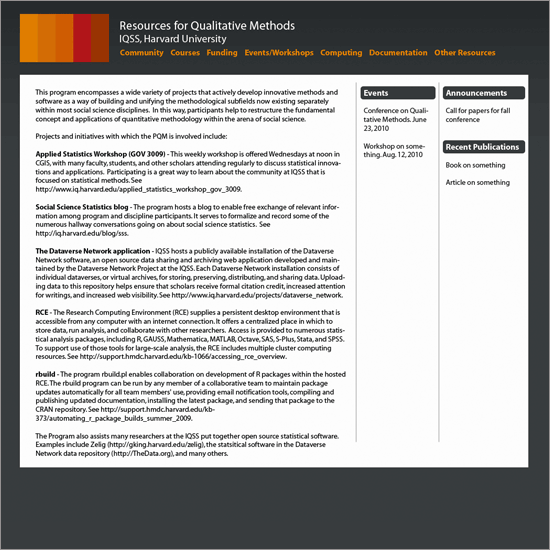 Resources for Qualitative Methods
IQSS, Harvard University
Community Courses Funding Events/Workshops Computing Documentation Other Resources
This program encompasses a wide variety of projects that actively develop innovative methods and
software as a way of building and unifying the methodological subfields now existing separately
within most social science disciplines. In this way, participants help to restructure the fundamental
concept and applications of quantitative methodology within the arena of social science.
Projects and initiatives with which the PQM is involved include:
Applied Statistics Workshop (GOV 3009) - This weekly workshop is offered Wednesdays at noon in
CGIS, with many faculty, students, and other scholars attending regularly to discuss statistical innova-
tions and applications. Participating is a great way to learn about the community at IQSS that is
focused on statistical methods. See
http://www.iq.harvard.edu/applied_statistics_workshop_gov_3009.
Social Science Statistics blog - The program hosts a blog to enable free exchange of relevant infor-
mation among program and discipline participants. It serves to formalize and record some of the
numerous hallway conversations going on about social science statistics. See
http://iq.harvard.edu/blog/sss.
The Dataverse Network application - IQSS hosts a publicly available installation of the Dataverse
Network software, an open source data sharing and archiving web application developed and main-
tained by the Dataverse Network Project at the IQSS. Each Dataverse Network installation consists of
individual dataverses, or virtual archives, for storing, preserving, distributing, and sharing data. Upload-
ing data to this repository helps ensure that scholars receive formal citation credit, increased attention
for writings, and increased web visibility. See http://www.iq.harvard.edu/projects/dataverse_network.
RCE - The Research Computing Environment (RCE) supplies a persistent desktop environment that is
accessible from any computer with an internet connection. It offers a centralized place in which to
store data, run analysis, and collaborate with other researchers. Access is provided to numerous statis-
tical analysis packages, including R, GAUSS, Mathematica, MATLAB, Octave, SAS, S-Plus, Stata, and SPSS.
To support use of those tools for large-scale analysis, the RCE includes multiple cluster computing
resources. See http://support.hmdc.harvard.edu/kb-1066/accessing_rce_overview.
rbuild - The program rbuild.pl enables collaboration on development of R packages within the hosted
RCE. The rbuild program can be run by any member of a collaborative team to maintain package
updates automatically for all team members' use, providing email notification tools, compiling and
publishing updated documentation, installing the latest package, and sending that package to the
CRAN repository. See http://support.hmdc.harvard.edu/kb-
373/automating_r_package_builds_summer_2009.
The Program also assists many researchers at the IQSS put together open source statistical software.
Examples include Zelig (http://gking.harvard.edu/zelig), the statsitical software in the Dataverse
Network data repository (http://TheData.org), and many others.
Events
Conference on Quali-
tative Methods. June
23, 2010
Workshop on some-
thing. Aug. 12, 2010
Announcements
Call for papers for fall
conference
Recent Publications
Book on something
Article on something